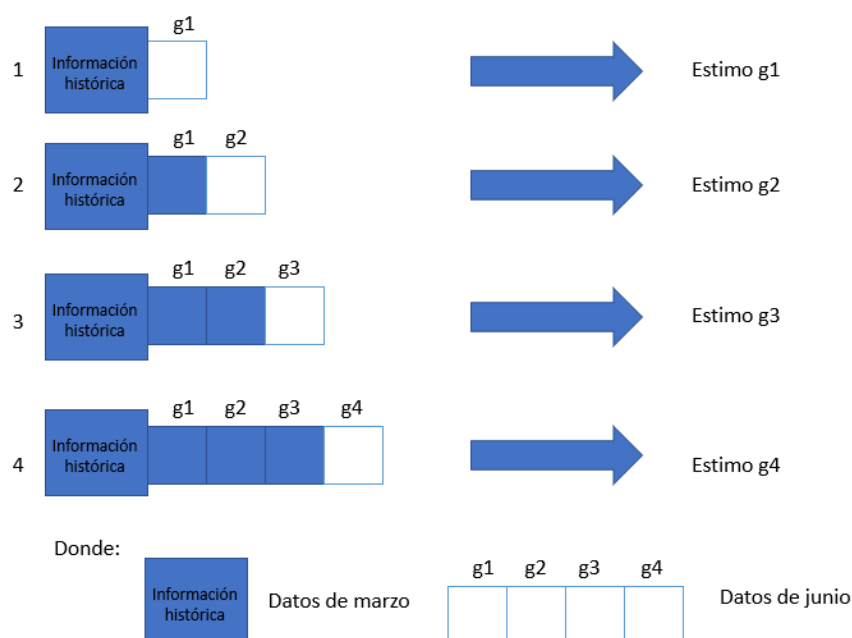 g1
1
Información
histórica
Estimo g1
g1 g2
2
Información
histórica
Estimo g2
g1 g2 g3
3
Información
histórica
Estimo g3
g1 g2 g3 g4
4
Información
histórica
Estimo g4
Donde:
Información
histórica
Datos de marzo
g1 g2 g3 g4
Datos de junio